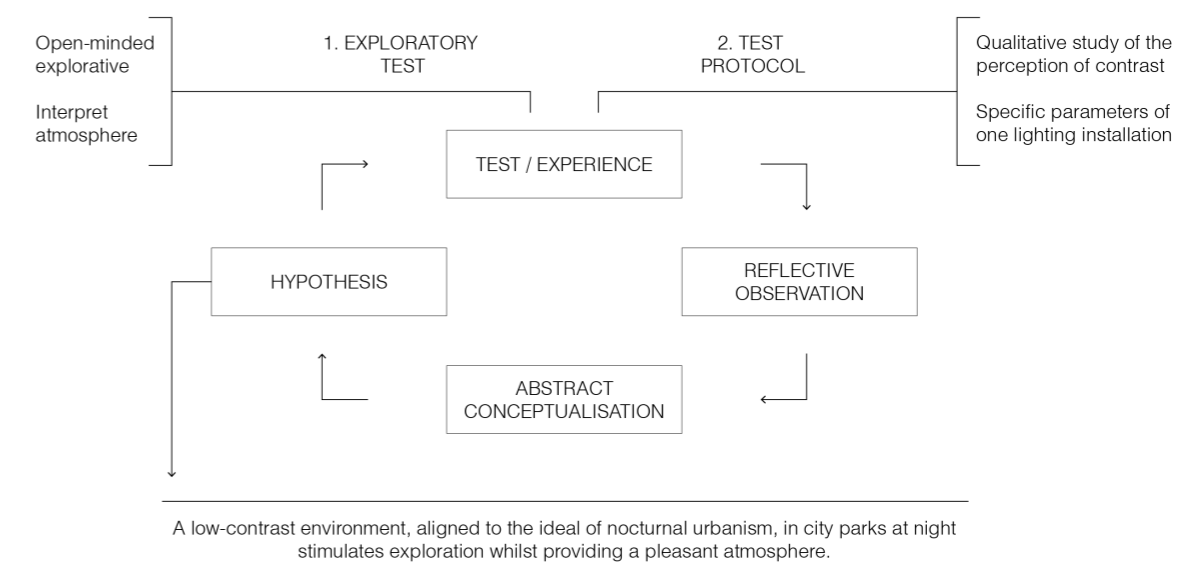 Open-minded
explorative
Interpret
atmosphere
1. EXPLORATORY
TEST
2. TEST
PROTOCOL
Qualitative study of the
perception of contrast
Specific parameters of
one lighting installation
TEST / EXPERIENCE
HYPOTHESIS
REFLECTIVE
OBSERVATION
ABSTRACT
CONCEPTUALISATION
A low-contrast environment, aligned to the ideal of nocturnal urbanism, in city parks at night
stimulates exploration whilst providing a pleasant atmosphere.